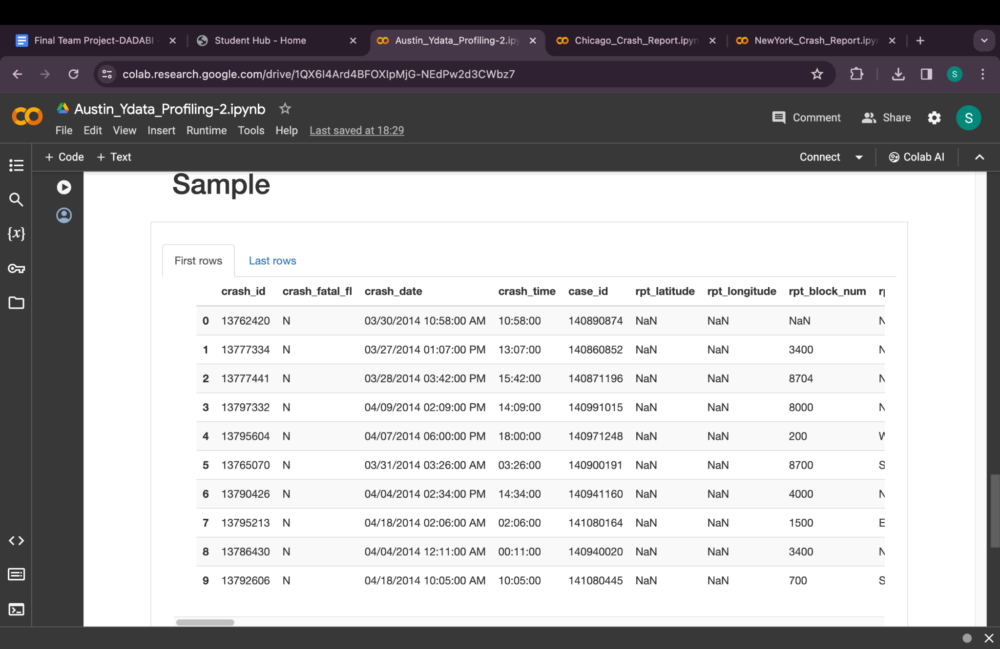 Final Team Project-DADABI
Student Hub - Home
Austin_Ydata_Profiling-2.ipy
Chicago_Crash_Report.ipyn
NewYork_Crash_Report.ipyn
colab.research.google.com/drive/1QX6I4Ard4BFOXIpMjG-NEdPw2d3CWbz7
S
Austin_Ydata_Profiling-2.ipynb
Comment Share S
File Edit View Insert Runtime Tools Help Last saved at 18:29
+ Code + Text Connect Colab AI
Sample
{x}
First rows Last rows
crash_id crash_fatal_fl crash_date crash_time case_id rpt_latitude rpt_longitude rpt_block_num
0 13762420 N 03/30/2014 10:58:00 AM 10:58:00 140890874 NaN NaN NaN N
1 13777334 N 03/27/2014 01:07:00 PM 13:07:00 140860852 NaN NaN 3400 N
2 13777441 N 03/28/2014 03:42:00 PM 15:42:00 140871196 NaN NaN 8704 N
3 13797332 N 04/09/2014 02:09:00 PM 14:09:00 140991015 NaN NaN 8000 N
4 13795604 N 04/07/2014 06:00:00 PM 18:00:00 140971248 NaN NaN 200 W
5 13765070 N 03/31/2014 03:26:00 AM 03:26:00 140900191 NaN NaN 8700 S
6 13790426 N 04/04/2014 02:34:00 PM 14:34:00 140941160 NaN NaN 4000 N
7 13795213 N 04/18/2014 02:06:00 AM 02:06:00 141080164 NaN NaN 1500 E
8 13786430 N 04/04/2014 12:11:00 AM 00:11:00 140940020 NaN NaN 3400 N
9 13792606 N 04/18/2014 10:05:00 AM 10:05:00 141080445 NaN NaN 700 S